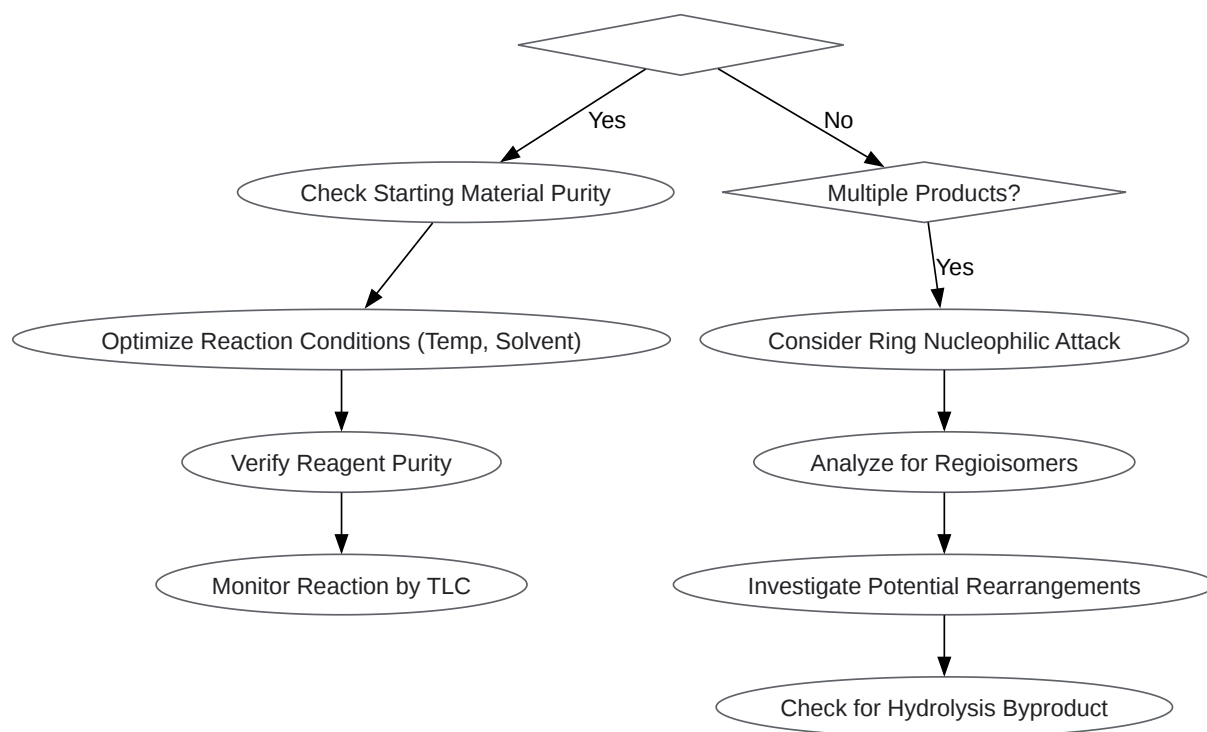 Yes
No
Check Starting Material Purity
Multiple Products?
Yes
Optimize Reaction Conditions (Temp, Solvent)
Consider Ring Nucleophilic Attack
Verify Reagent Purity
Analyze for Regioisomers
Monitor Reaction by TLC
Investigate Potential Rearrangements
Check for Hydrolysis Byproduct